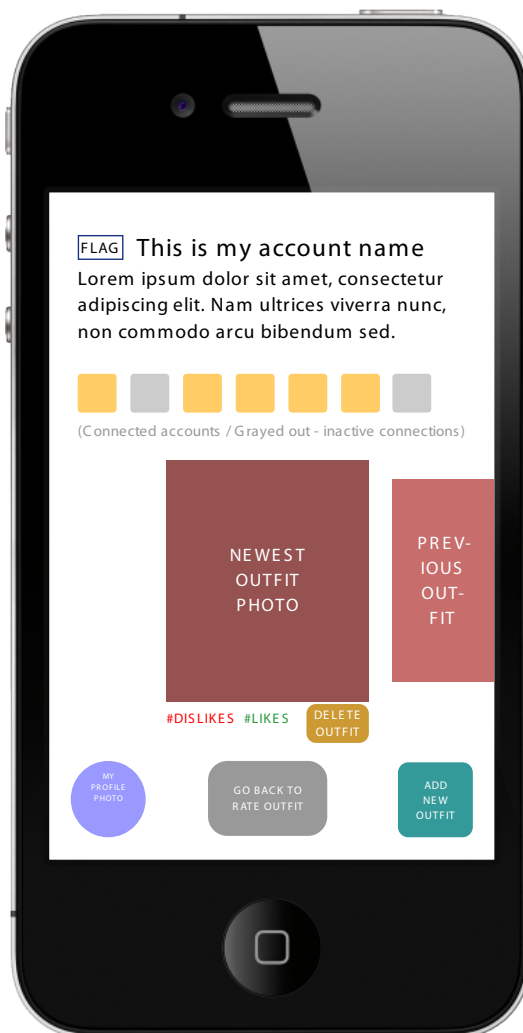 FLAG This is my account name
Lorem ipsum dolor sit amet, consectetur
adipiscing elit. Nam ultrices viverra nunc,
non commodo arcu bibendum sed.
(Connected accounts / Grayed out - inactive connections)
NEWEST
OUTFIT
PHOTO
PREV-
IOUS
OUT-
FIT
#DISLIKES #LIKES
DELETE
OUTFIT
MY
PROFILE
PHOTO
GO BACK TO
RATE OUTFIT
ADD
NEW
OUTFIT